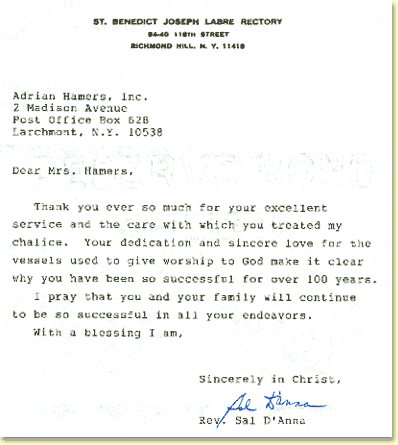 ST. BENEDICT JOSEPH LABRE RECTORY
94-40 118TH STREET
RICHMOND HILL, N. Y. 11419
Adrian Hamers, Inc.
2 Madison Avenue
Post Office Box 62B
Larchmont, N.Y. 10538
Dear Mrs. Hamers,
Thank you ever so much for your excellent
service and the care with which you treated my
chalice. Your dedication and sincere love for the
vessels used to give worship to God make it clear
why you have been so successful for over 100 years.
I pray that you and your family will continue
to be so successful in all your endeavors.
With a blessing I am,
Sincerely in Christ,
Sal D'Anna
Rev. Sal D'Anna